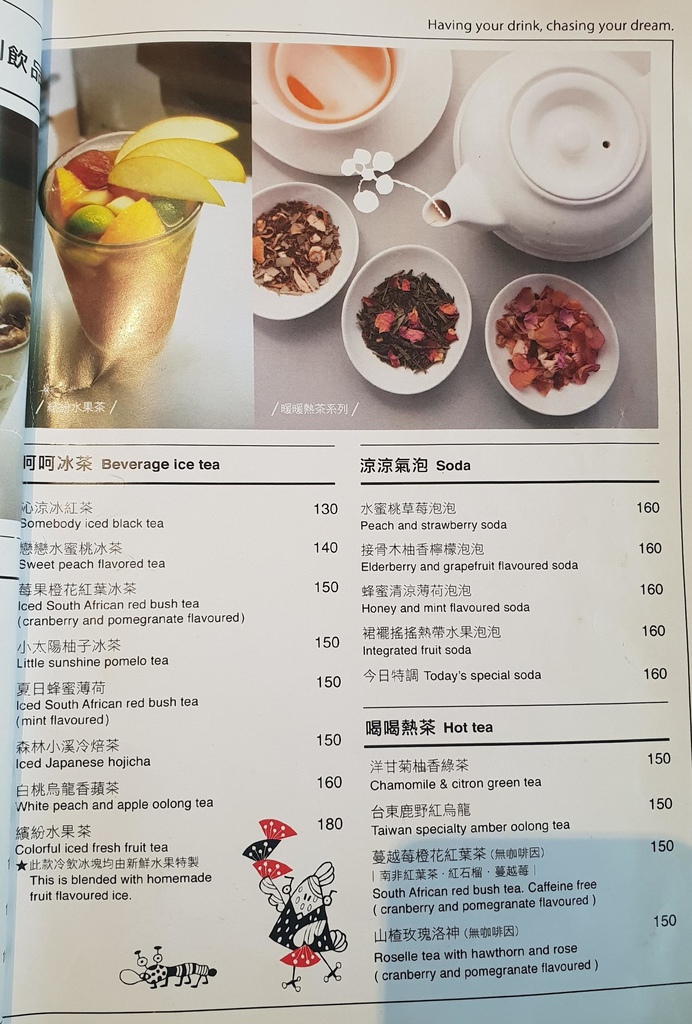 Having your drink, chasing your dream.
飲品
繽紛水果茶
暖暖熱茶系列
呵呵冰茶 Beverage ice tea
沁涼冰紅茶 130
Somebody iced black tea
戀戀水蜜桃冰茶 140
Sweet peach flavored tea
莓果橙花紅葉冰茶 150
Iced South African red bush tea
(cranberry and pomegranate flavoured)
小太陽柚子冰茶 150
Little sunshine pomelo tea
夏日蜂蜜薄荷 150
Iced South African red bush tea
(mint flavoured)
森林小溪冷焙茶 150
Iced Japanese hojicha
白桃烏龍香蘋茶 160
White peach and apple oolong tea
繽紛水果茶 180
Colorful iced fresh fruit tea
★此款冷飲冰塊均由新鮮水果特製
This is blended with homemade
fruit flavoured ice.
涼涼氣泡 Soda
水蜜桃草莓泡泡 160
Peach and strawberry soda
接骨木柚香檸檬泡泡 160
Elderberry and grapefruit flavoured soda
蜂蜜清涼薄荷泡泡 160
Honey and mint flavoured soda
裙襬搖搖熱帶水果泡泡 160
Integrated fruit soda
今日特調 Today's special soda 160
喝喝熱茶 Hot tea
洋甘菊柚香綠茶 150
Chamomile & citron green tea
台東鹿野紅烏龍 150
Taiwan specialty amber oolong tea
蔓越莓橙花紅葉茶 (無咖啡因) 150
| 南非紅葉茶．紅石榴．蔓越莓 |
South African red bush tea. Caffeine free
( cranberry and pomegranate flavoured )
山楂玫瑰洛神 (無咖啡因) 150
Roselle tea with hawthorn and rose
( cranberry and pomegranate flavoured )